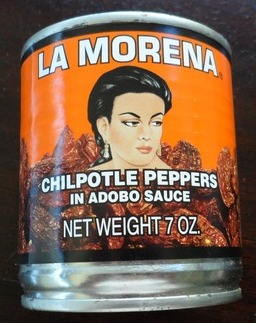 LA MORENA
CHILPOTLE PEPPERS
IN ADOBO SAUCE
NET WEIGHT 7 OZ.